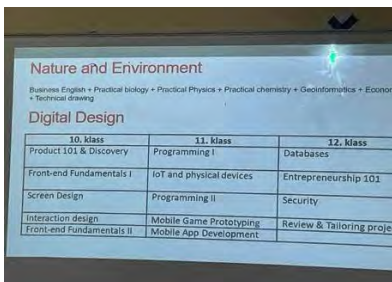 Nature and Environment
Business English + Practical biology + Practical Physics + Practical chemistry + Geoinformatics +
+ Technical drawing
Digital Design
10. klass 11. klass 12. klass
Product 101 & Discovery Programming I Databases
Front-end Fundamentals I IoT and physical devices Entrepreneurship 101
Screen Design Programming II Security
Interaction design Mobile Game Prototyping Review & Tailoring
Front-end Fundamentals II Mobile App Development